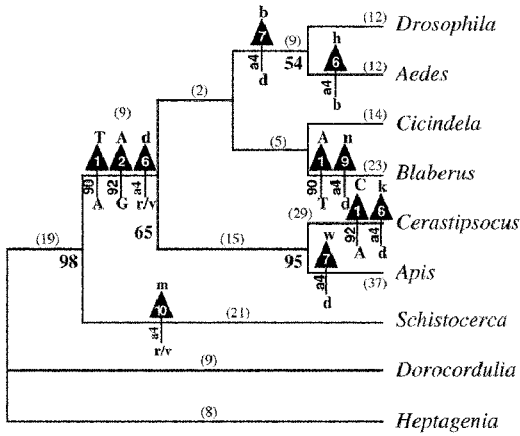 b
(9)
(12)
Drosophila
7
a4
d
54
h
6
a4
b
(12)
Aedes
(2)
(9)
T
A
d
1
2
6
90
92
a4
A
G
r/v
65
(5)
(14)
Cicindela
A
n
1
9
90
a4
T
d
(23)
Blaberus
C
k
1
6
92
a4
A
d
(29)
Cerastipsocus
(19)
98
(15)
95
w
7
a4
d
(37)
Apis
m
10
a4
r/v
(21)
Schistocerca
(9)
Dorocordulia
(8)
Heptagenia